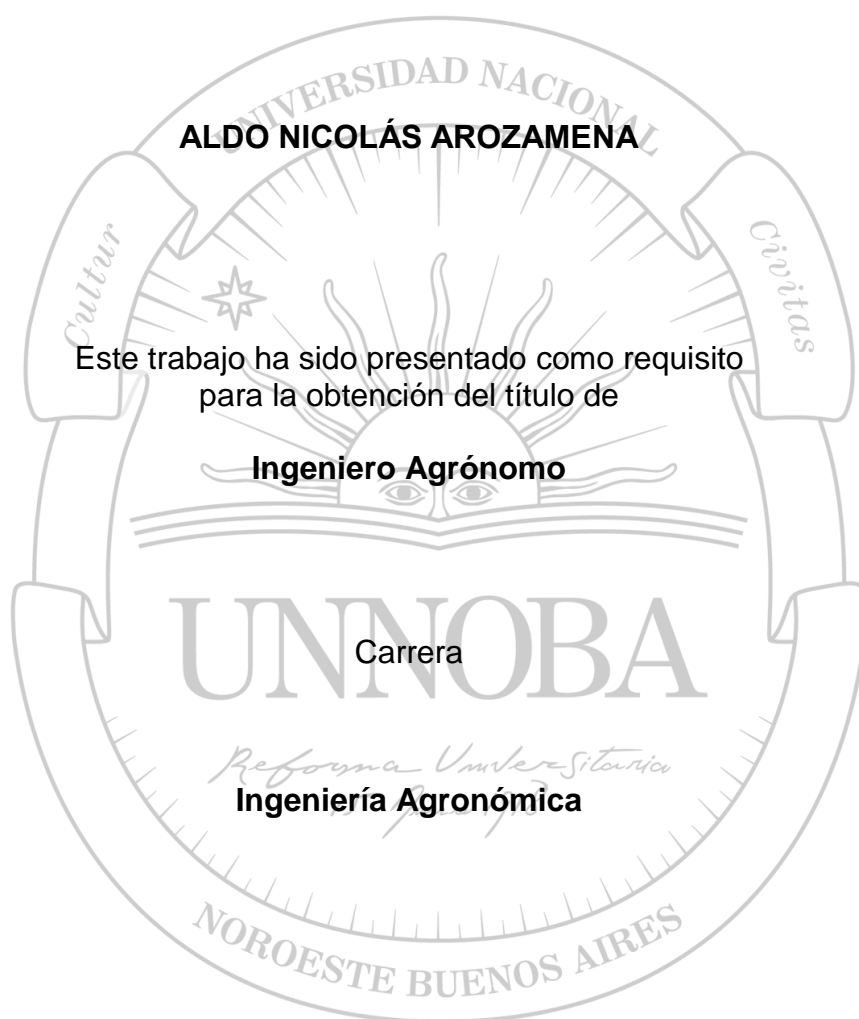 UNIVERSIDAD NACIONAL
ALDO NICOLÁS AROZAMENA
Cultur
Civitas
Este trabajo ha sido presentado como requisito
para la obtención del título de
Ingeniero Agrónomo
UNNOBA
Carrera
Reforma Universitaria
Ingeniería Agronómica
NOROESTE BUENOS AIRES